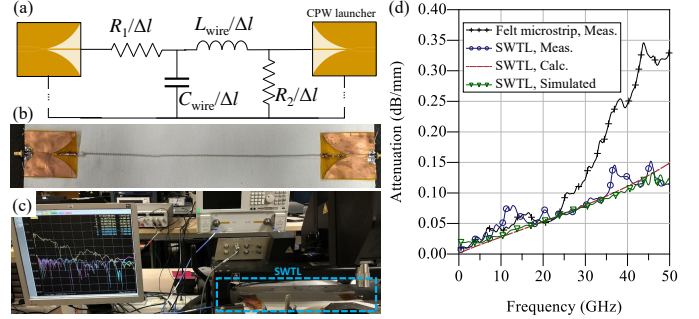 (a)
R1/Δl
Lwire/Δl
CPW launcher
Cwire/Δl
R2/Δl
(b)
(c)
SWTL
(d)
Attenuation (dB/mm)
0.40
0.35
0.30
0.25
0.20
0.15
0.10
0.05
0.00
Felt microstrip, Meas.
SWTL, Meas.
SWTL, Calc.
SWTL, Simulated
0 10 20 30 40 50
Frequency (GHz)